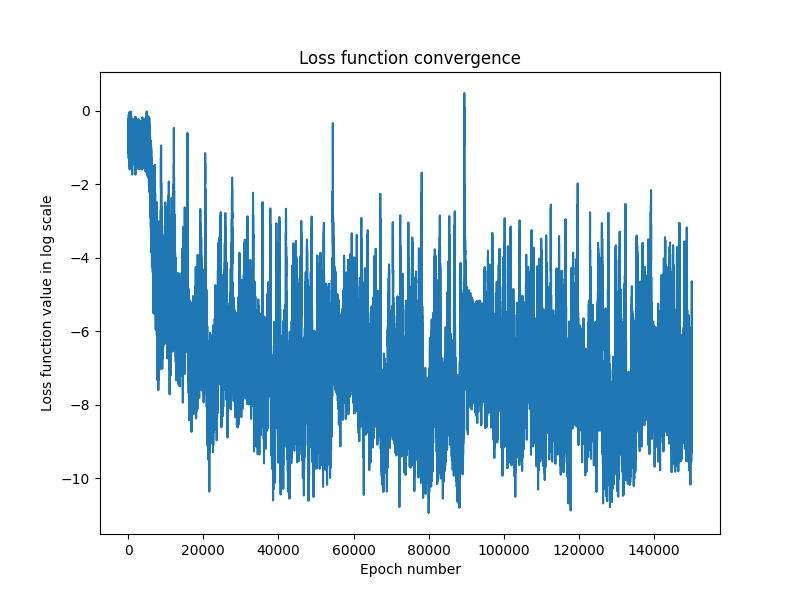 Loss function convergence
Loss function value in log scale
0
−2
−4
−6
−8
−10
0 20000 40000 60000 80000 100000 120000 140000
Epoch number